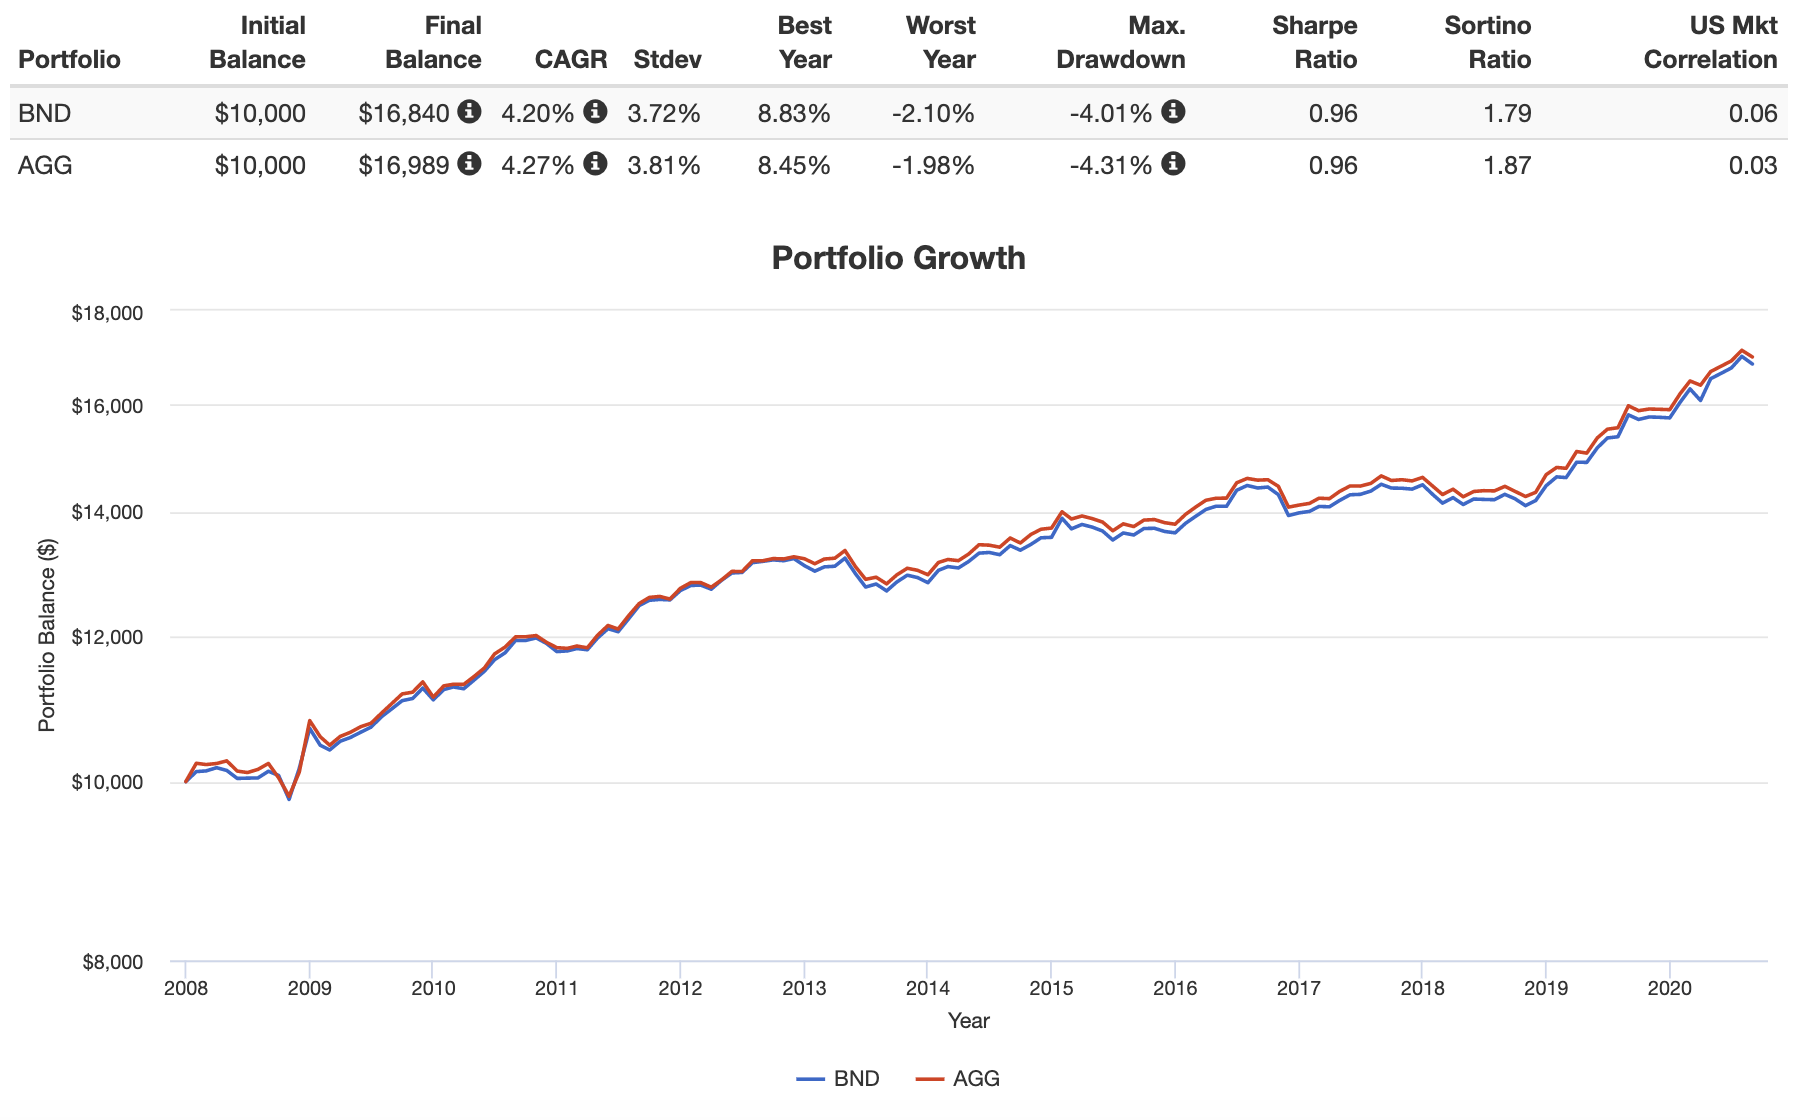 Portfolio Initial Balance Final Balance CAGR Stdev Best Year Worst Year Max. Drawdown Sharpe Ratio Sortino Ratio US Mkt Correlation
BND $10,000 $16,840 4.20% 3.72% 8.83% -2.10% -4.01% 0.96 1.79 0.06
AGG $10,000 $16,989 4.27% 3.81% 8.45% -1.98% -4.31% 0.96 1.87 0.03
Portfolio Growth
$18,000
$16,000
$14,000
$12,000
$10,000
$8,000
Portfolio Balance ($)
2008 2009 2010 2011 2012 2013 2014 2015 2016 2017 2018 2019 2020
Year
BND AGG